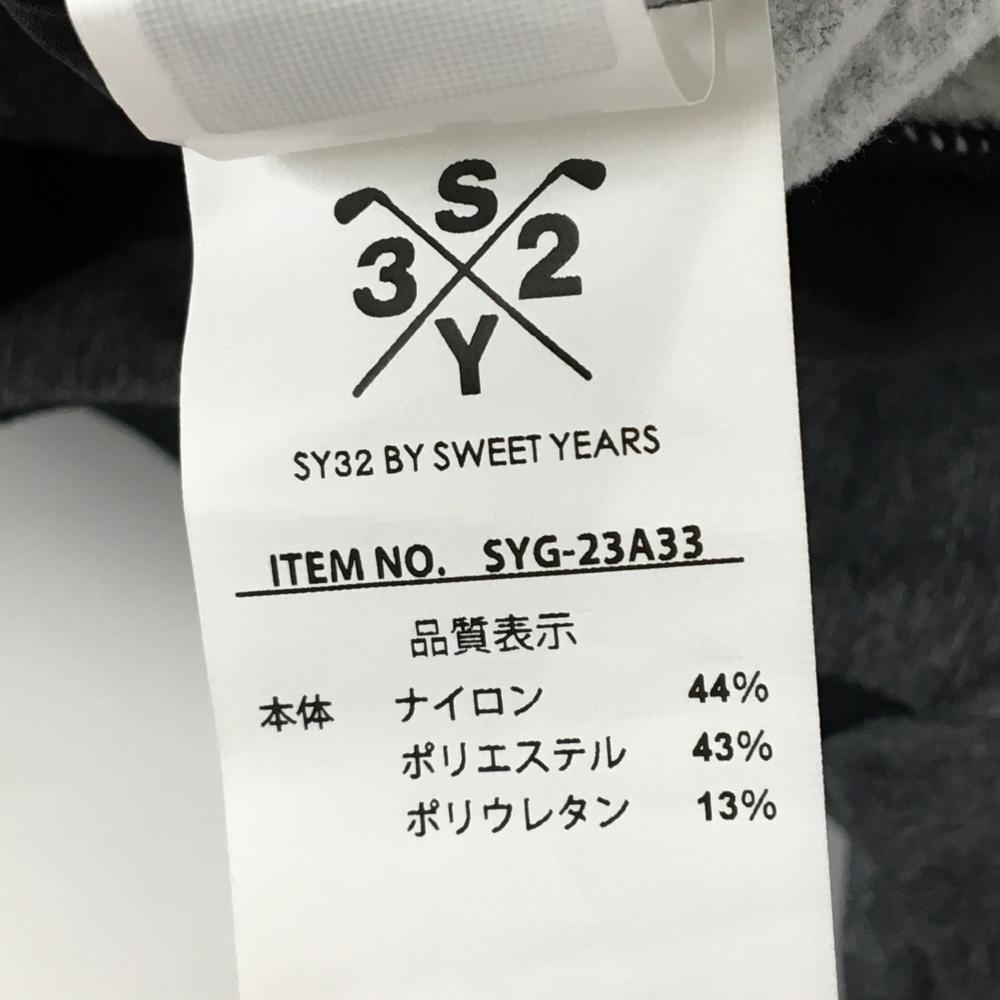 S
3 2
Y
SY32 BY SWEET YEARS
ITEM NO. SYG-23A33
品質表示
本体 ナイロン 44%
ポリエステル 43%
ポリウレタン 13%